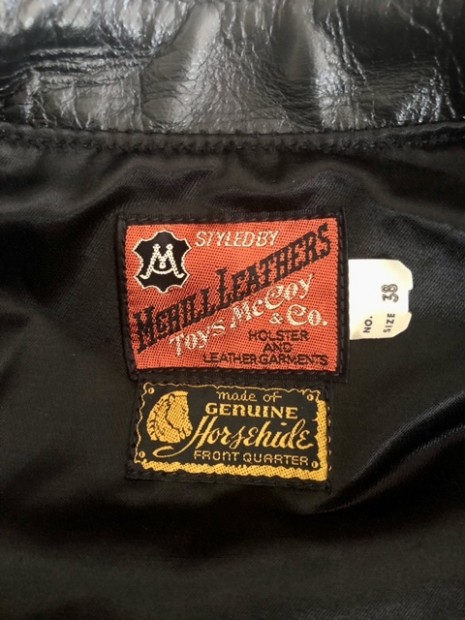 STYLED BY
MEHILL LEATHERS
Toys McCoy
& Co.
HOLSTER
AND
LEATHER GARMENTS
NO.
SIZE 38
made of
GENUINE
Horsehide
FRONT QUARTER